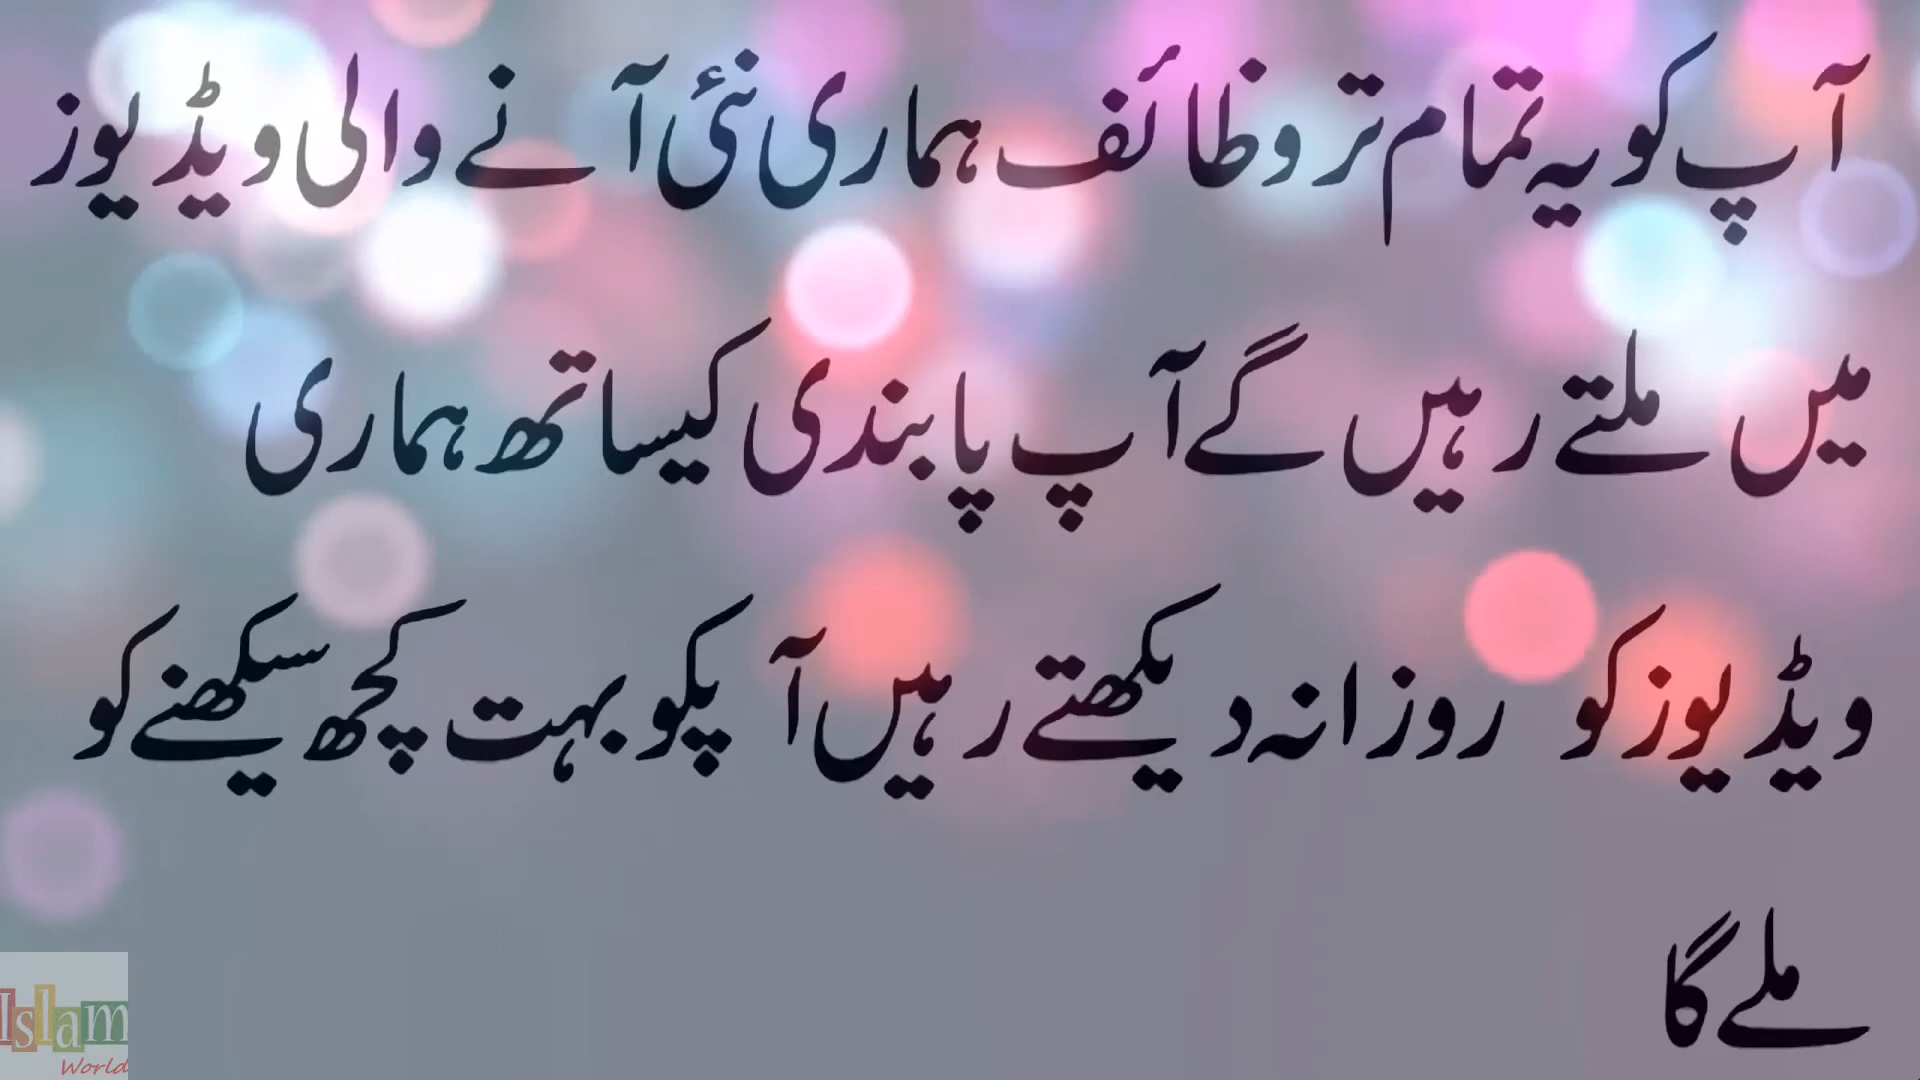 آپ کو یہ تمام تر وظائف ہماری نئی آنے والی ویڈیوز
میں ملتے رہیں گے آپ پابندی کیساتھ ہماری
ویڈیوز کو روزانہ دیکھتے رہیں آپکو بہت کچھ سیکھنے کو
ملے گا
Islam
World